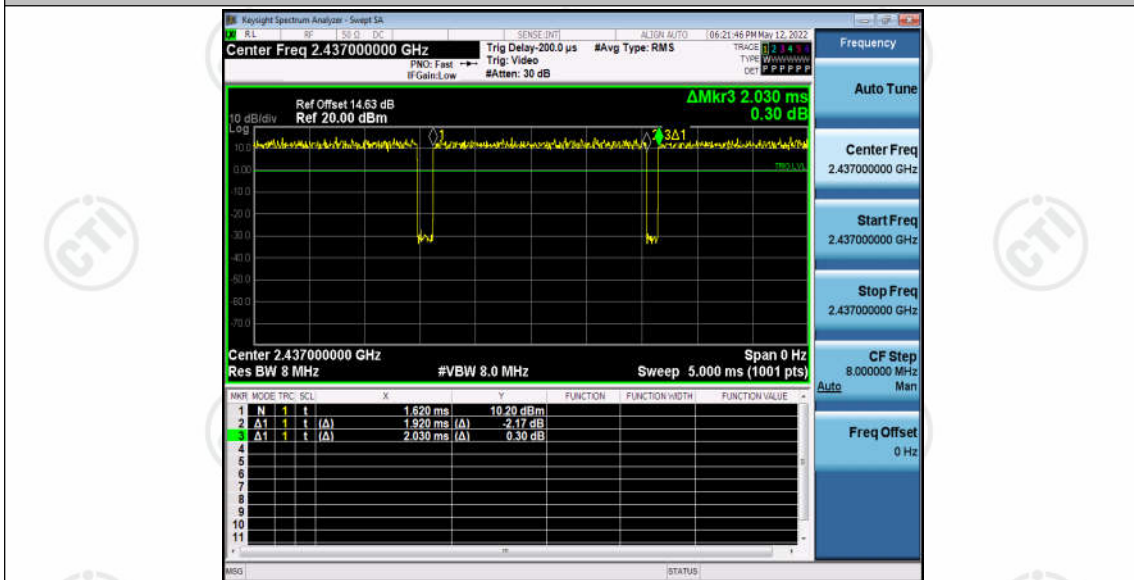 Keysight Spectrum Analyzer - Swept SA
RL RF 50 Ω DC SENSE:INT ALIGN AUTO 06:21:46 PM May 12, 2022
Center Freq 2.437000000 GHz
PNO: Fast
IFGain:Low
Trig Delay-200.0 µs
Trig: Video
#Atten: 30 dB
#Avg Type: RMS
TRACE 1 2 3 4 5 6
TYPE WWWWWW
DET P P P P P P
Ref Offset 14.63 dB
Ref 20.00 dBm
ΔMkr3 2.030 ms
0.30 dB
10 dB/div
Log
10.0
0.00
-10.0
-20.0
-30.0
-40.0
-50.0
-60.0
-70.0
1
2
3Δ1
TRIG LVL
Center 2.437000000 GHz
Span 0 Hz
Res BW 8 MHz
#VBW 8.0 MHz
Sweep 5.000 ms (1001 pts)
MKR MODE TRC SCL X Y FUNCTION FUNCTION WIDTH FUNCTION VALUE
1 N 1 t 1.620 ms 10.20 dBm
2 Δ1 1 t (Δ) 1.920 ms (Δ) -2.17 dB
3 Δ1 1 t (Δ) 2.030 ms (Δ) 0.30 dB
4
5
6
7
8
9
10
11
MSG
STATUS
Frequency
Auto Tune
Center Freq
2.437000000 GHz
Start Freq
2.437000000 GHz
Stop Freq
2.437000000 GHz
CF Step
8.000000 MHz
Auto Man
Freq Offset
0 Hz
CTI
CTI